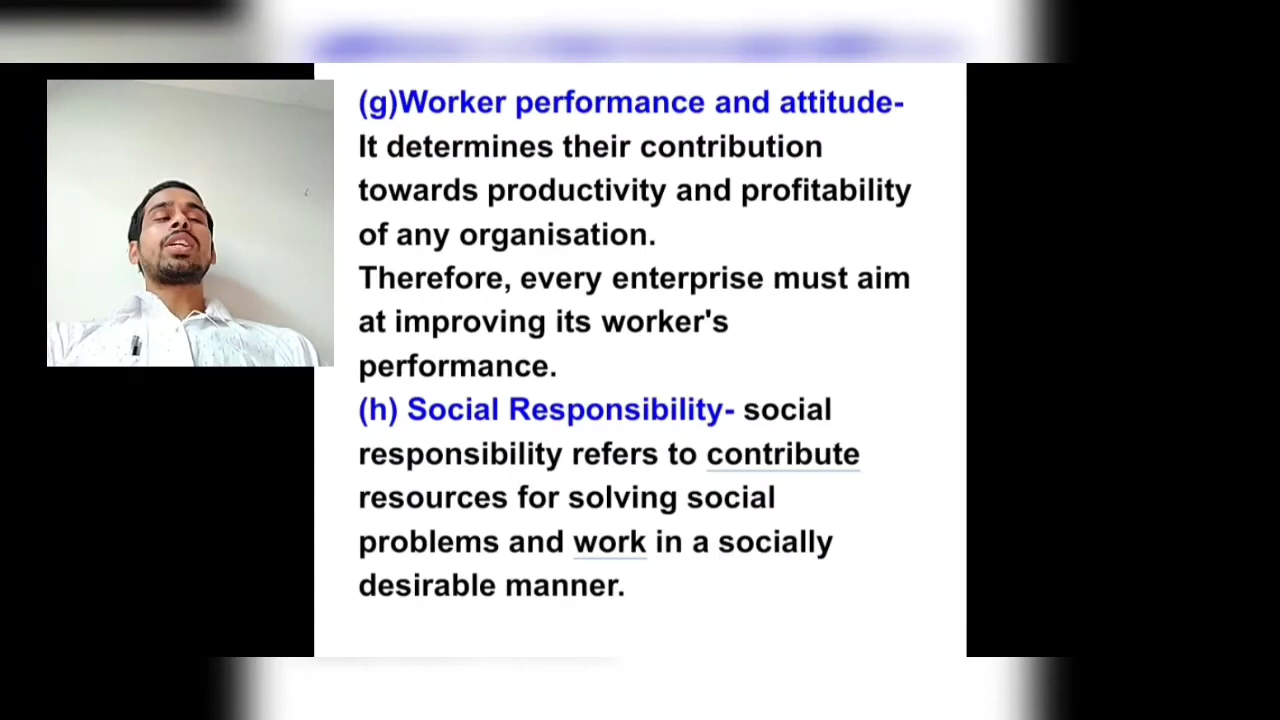 (g)Worker performance and attitude-
It determines their contribution
towards productivity and profitability
of any organisation.
Therefore, every enterprise must aim
at improving its worker's
performance.
(h) Social Responsibility- social
responsibility refers to contribute
resources for solving social
problems and work in a socially
desirable manner.